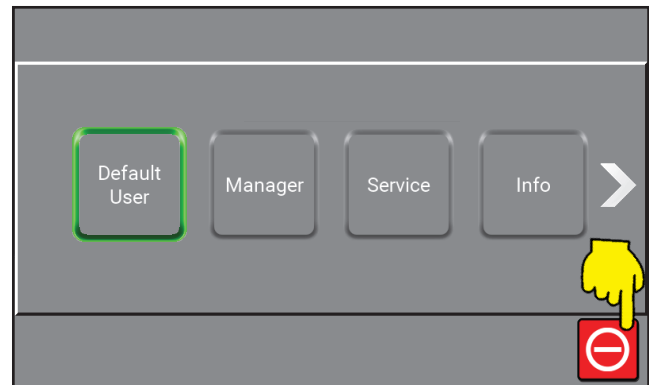 Default
User
Manager
Service
Info